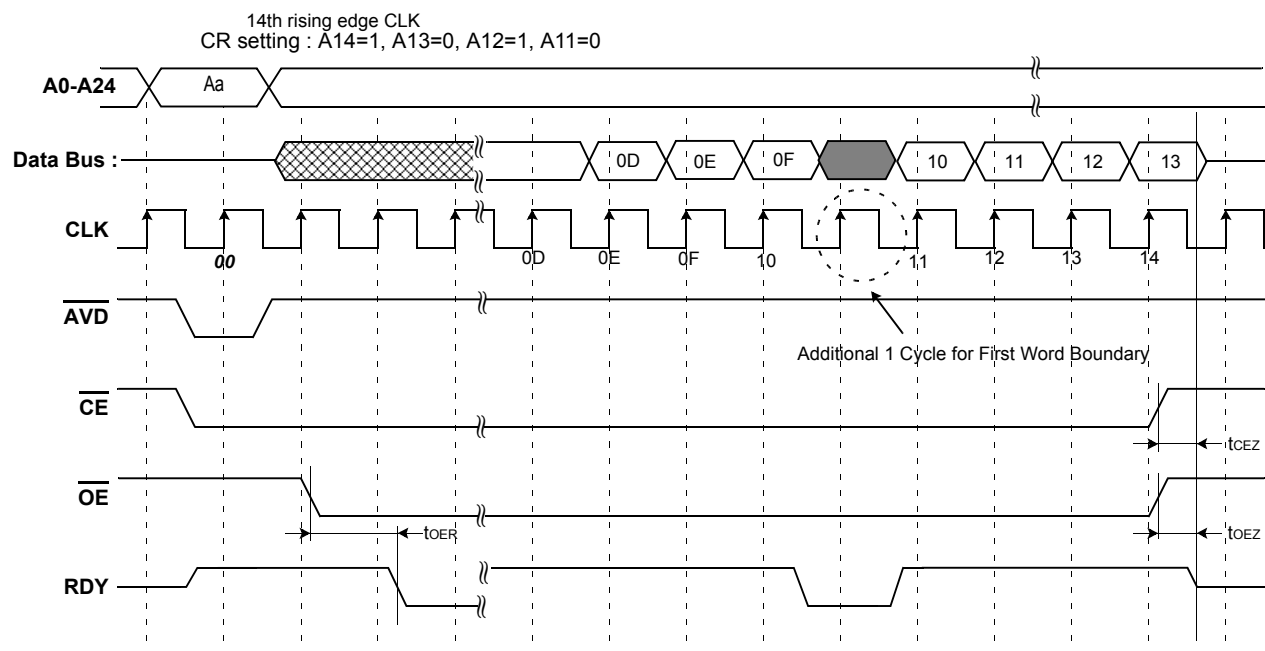 14th rising edge CLK
CR setting : A14=1, A13=0, A12=1, A11=0
A0-A24 Aa
Data Bus : 0D 0E 0F 10 11 12 13
CLK
00 0D 0E 0F 10 11 12 13 14
AVD
Additional 1 Cycle for First Word Boundary
CE
tCEZ
OE
tOER tOEZ
RDY